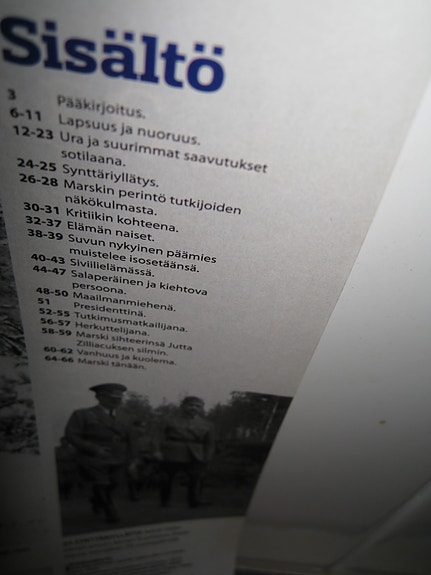 Sisältö
3 Pääkirjoitus.
6-11 Lapsuus ja nuoruus.
12-23 Ura ja suurimmat saavutukset
sotilaana.
24-25 Synttäriyllätys.
26-28 Marskin perintö tutkijoiden
näkökulmasta.
30-31 Kritiikin kohteena.
32-37 Elämän naiset.
38-39 Suvun nykyinen päämies
muistelee isosetäänsä.
40-43 Siviilielämässä.
44-47 Salaperäinen ja kiehtova
persoona.
48-50 Maailmanmiehenä.
51 Presidenttinä.
52-55 Tutkimusmatkailijana.
56-57 Herkuttelijana.
58-59 Marski sihteerinsä Jutta
Zilliacuksen silmin.
60-62 Vanhuus ja kuolema.
64-66 Marski tänään.